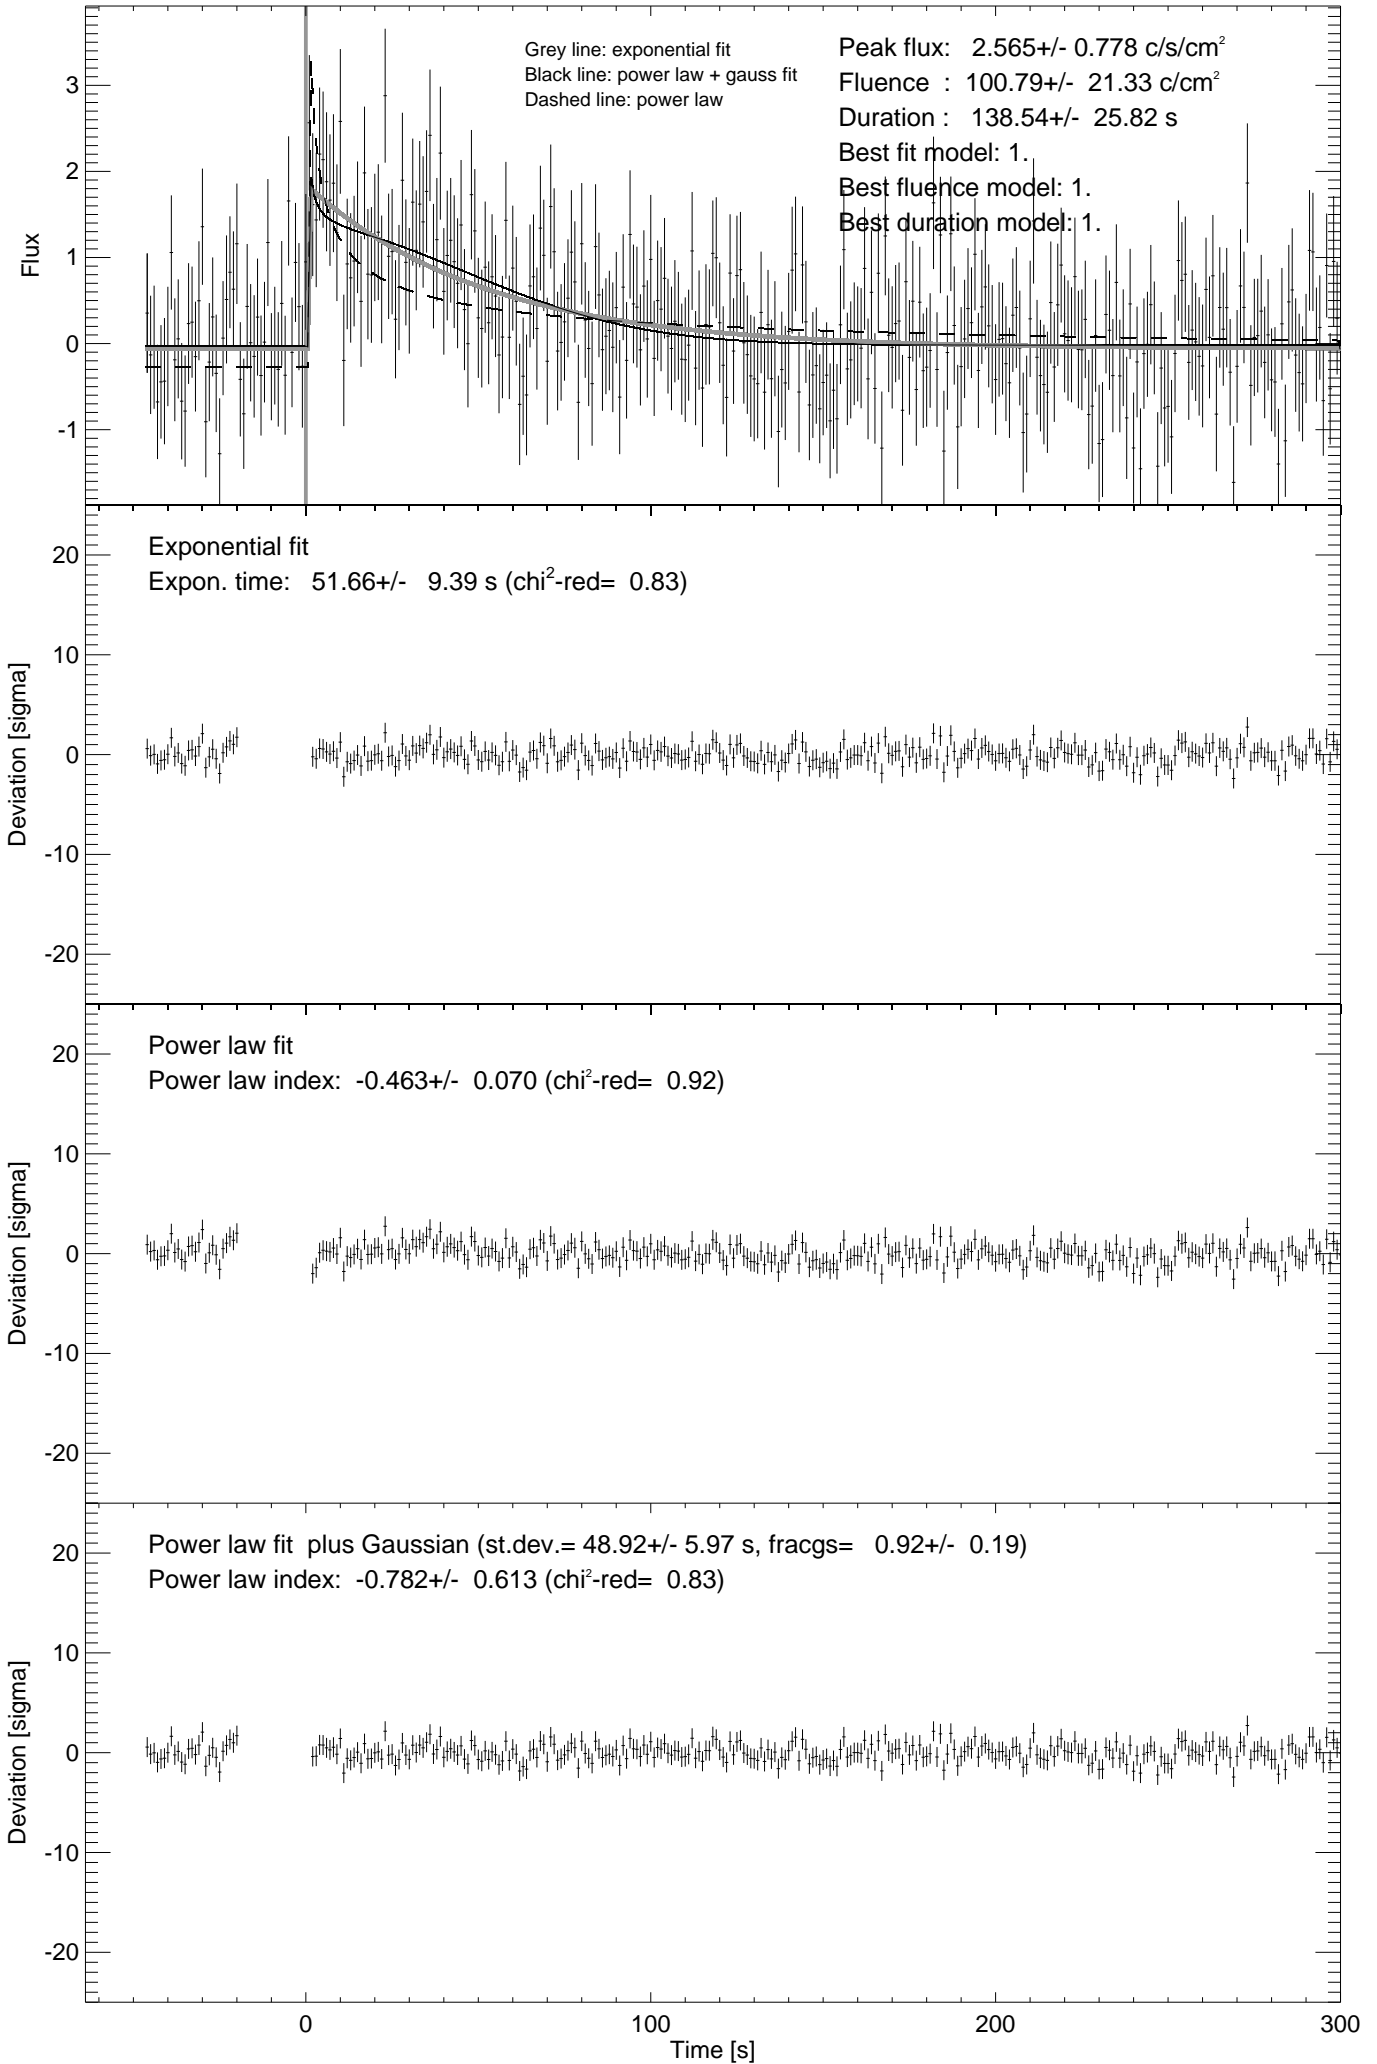 Grey line: exponential fit
Black line: power law + gauss fit
Dashed line: power law
Peak flux: 2.565+/- 0.778 c/s/cm²
Fluence : 100.79+/- 21.33 c/cm²
Duration : 138.54+/- 25.82 s
Best fit model: 1.
Best fluence model: 1.
Best duration model: 1.
3
2
1
0
-1
Flux
Exponential fit
Expon. time: 51.66+/- 9.39 s (chi²-red= 0.83)
20
10
0
-10
-20
Deviation [sigma]
Power law fit
Power law index: -0.463+/- 0.070 (chi²-red= 0.92)
20
10
0
-10
-20
Deviation [sigma]
Power law fit plus Gaussian (st.dev.= 48.92+/- 5.97 s, fracgs= 0.92+/- 0.19)
Power law index: -0.782+/- 0.613 (chi²-red= 0.83)
20
10
0
-10
-20
Deviation [sigma]
0 100 200 300
Time [s]